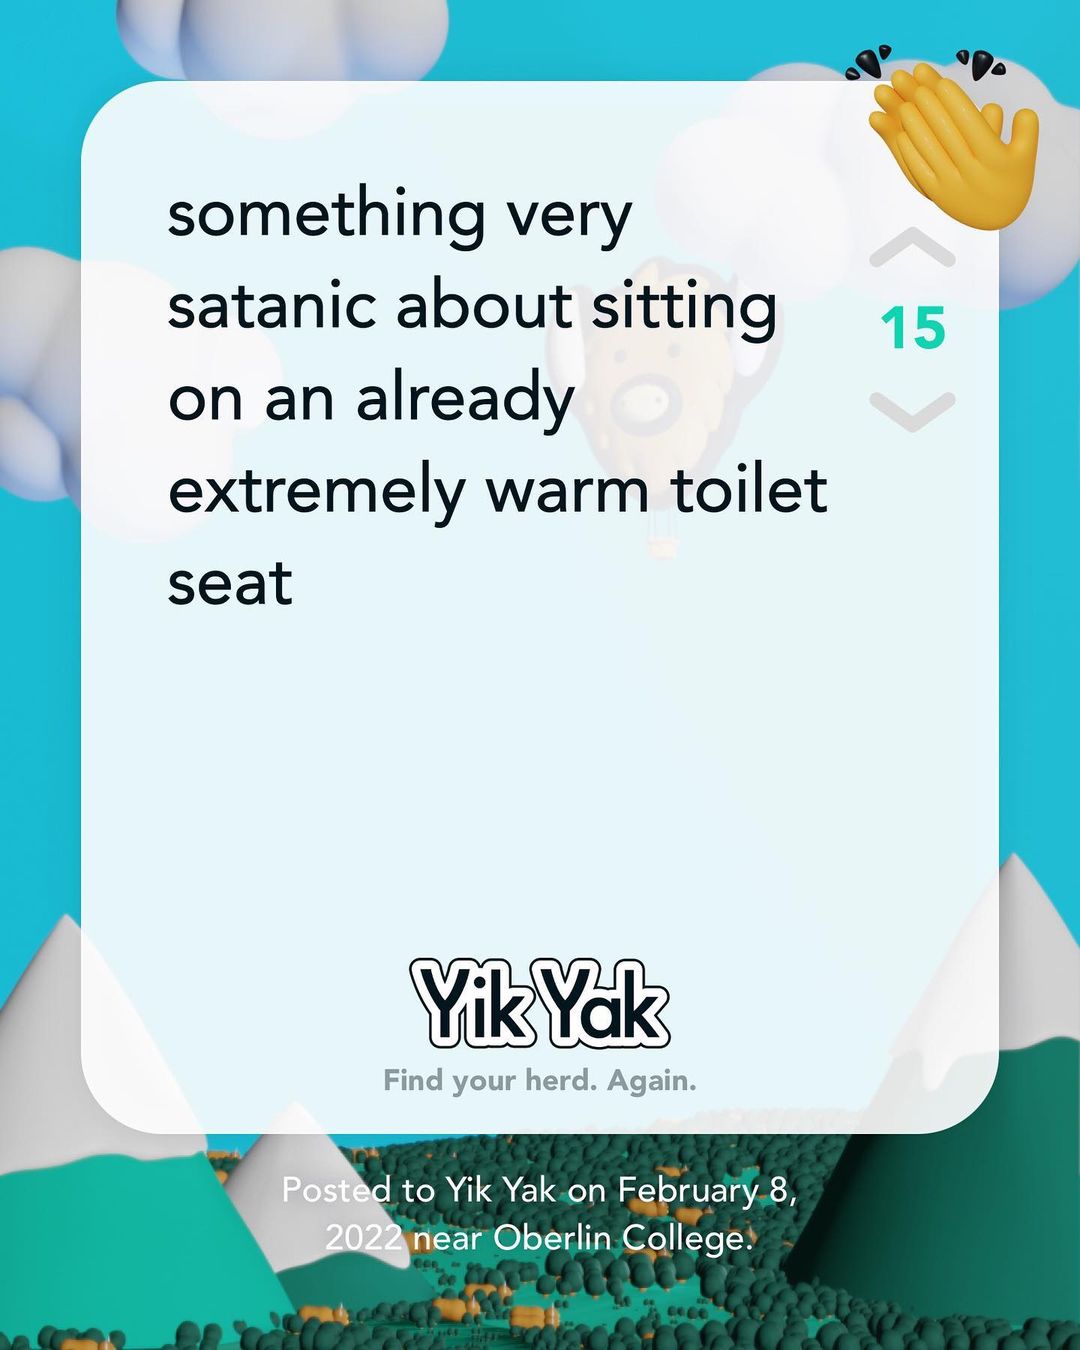 something very
satanic about sitting
on an already
extremely warm toilet
seat
15
Yik Yak
Find your herd. Again.
Posted to Yik Yak on February 8,
2022 near Oberlin College.